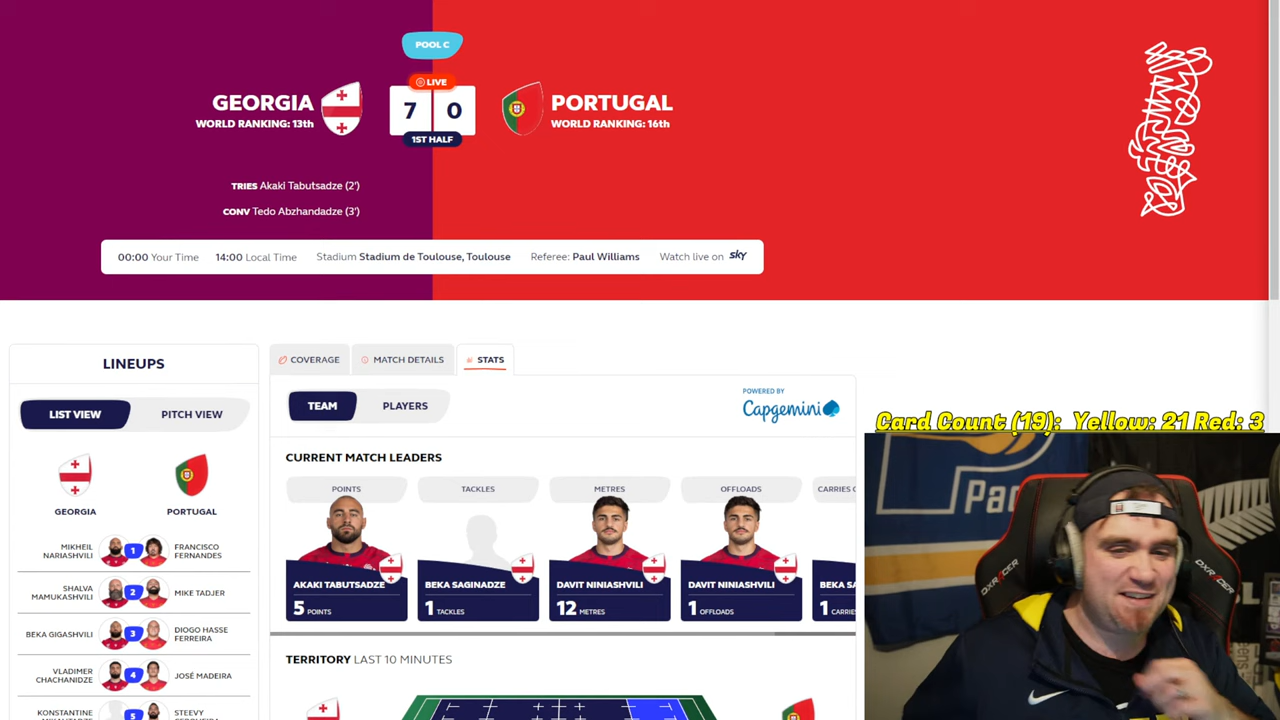 POOL C
LIVE
GEORGIA
WORLD RANKING: 13th
7 0
1ST HALF
PORTUGAL
WORLD RANKING: 16th
TRIES Akaki Tabutsadze (2')
CONV Tedo Abzhandadze (3')
00:00 Your Time 14:00 Local Time Stadium Stadium de Toulouse, Toulouse Referee: Paul Williams Watch live on sky
LINEUPS
LIST VIEW PITCH VIEW
GEORGIA PORTUGAL
MIKHEIL NARIASHVILI 1 FRANCISCO FERNANDES
SHALVA MAMUKASHVILI 2 MIKE TADJER
BEKA GIGASHVILI 3 DIOGO HASSE FERREIRA
VLADIMER CHACHANIDZE 4 JOSÉ MADEIRA
KONSTANTINE 5 STEEVY
COVERAGE MATCH DETAILS STATS
TEAM PLAYERS
POWERED BY
Capgemini
CURRENT MATCH LEADERS
POINTS TACKLES METRES OFFLOADS CARRIES
AKAKI TABUTSADZE BEKA SAGINADZE DAVIT NINIASHVILI DAVIT NINIASHVILI BEKA SA
5 POINTS 1 TACKLES 12 METRES 1 OFFLOADS 1 CARRIE
TERRITORY LAST 10 MINUTES
Card Count (19): Yellow: 21 Red: 3
DXRACER
DXRACER